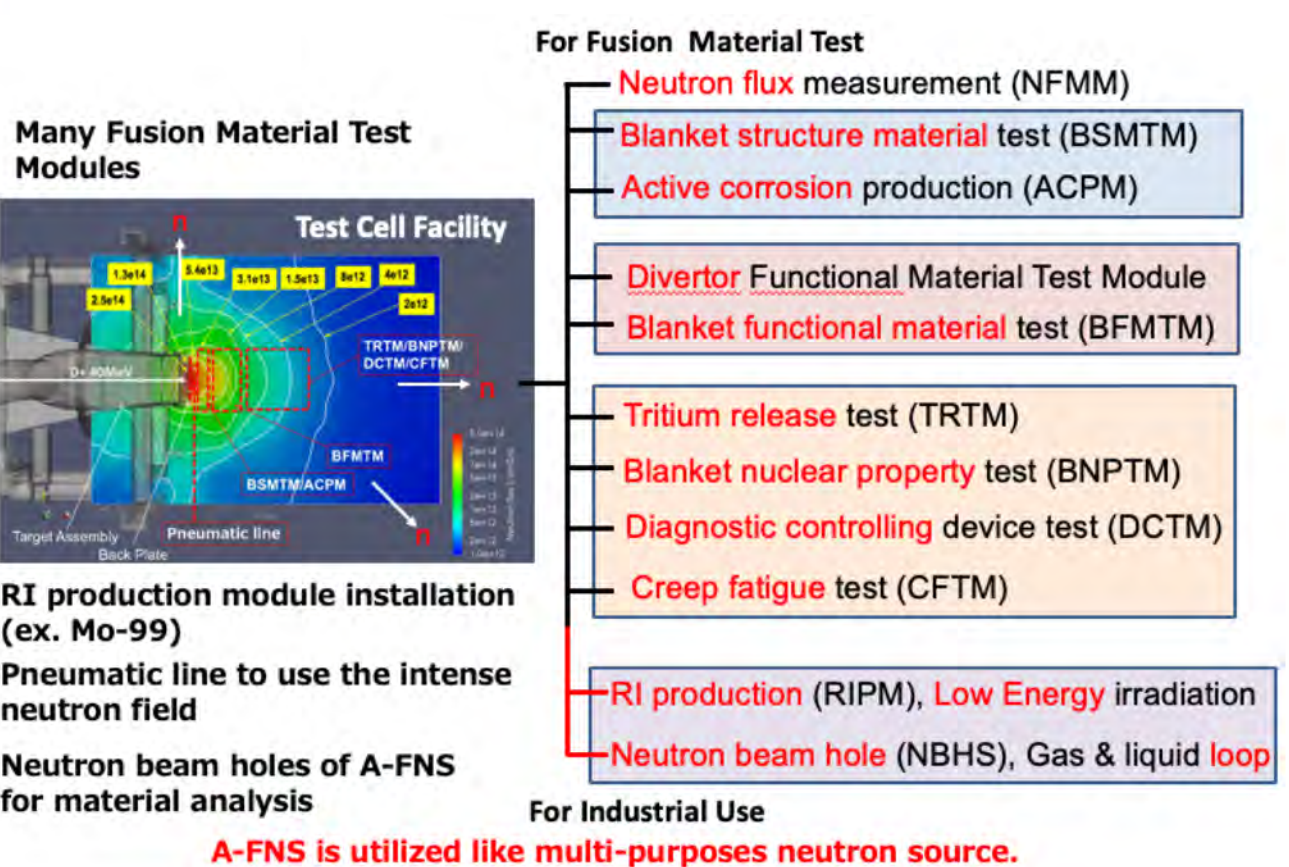 For Fusion Material Test
Neutron flux measurement (NFMM)
Many Fusion Material Test
Modules
Blanket structure material test (BSMTM)
Active corrosion production (ACPM)
Test Cell Facility
n
1.3e14
5.4e13
3.1e13
1.5e13
8e12
4e12
2.5e14
2e12
TRTM/BNPTM/
DCTM/CFTM
D+ 40MeV
n
BFMTM
BSMTM/ACPM
n
Target Assembly
Pneumatic line
Back Plate
Divertor Functional Material Test Module
Blanket functional material test (BFMTM)
Tritium release test (TRTM)
Blanket nuclear property test (BNPTM)
Diagnostic controlling device test (DCTM)
Creep fatigue test (CFTM)
RI production module installation
(ex. Mo-99)
Pneumatic line to use the intense
neutron field
Neutron beam holes of A-FNS
for material analysis
RI production (RIPM), Low Energy irradiation
Neutron beam hole (NBHS), Gas & liquid loop
For Industrial Use
A-FNS is utilized like multi-purposes neutron source.